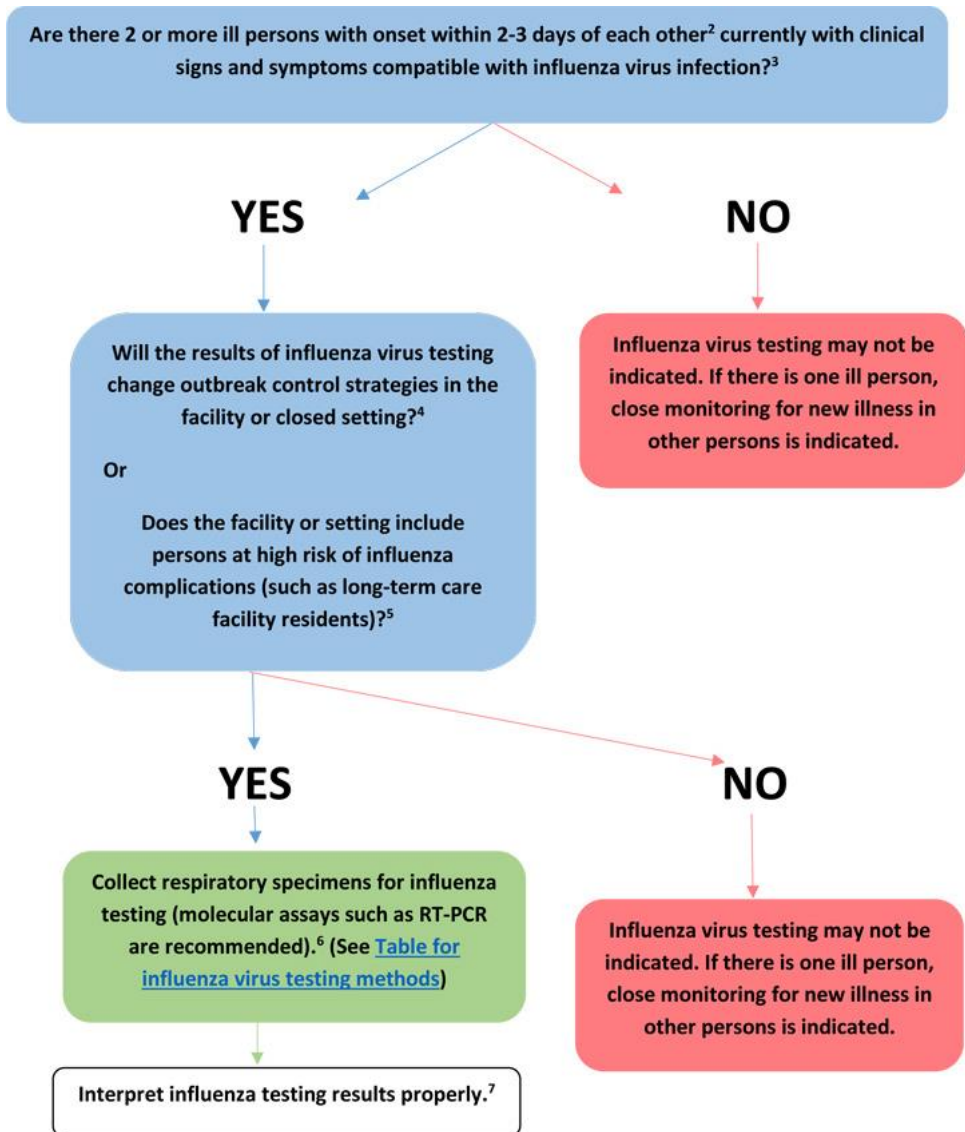 Are there 2 or more ill persons with onset within 2-3 days of each other² currently with clinical
signs and symptoms compatible with influenza virus infection?³
YES
NO
Will the results of influenza virus testing
change outbreak control strategies in the
facility or closed setting?⁴
Or
Does the facility or setting include
persons at high risk of influenza
complications (such as long-term care
facility residents)?⁵
Influenza virus testing may not be
indicated. If there is one ill person,
close monitoring for new illness in
other persons is indicated.
YES
NO
Collect respiratory specimens for influenza
testing (molecular assays such as RT-PCR
are recommended).⁶ (See Table for
influenza virus testing methods)
Influenza virus testing may not be
indicated. If there is one ill person,
close monitoring for new illness in
other persons is indicated.
Interpret influenza testing results properly.⁷